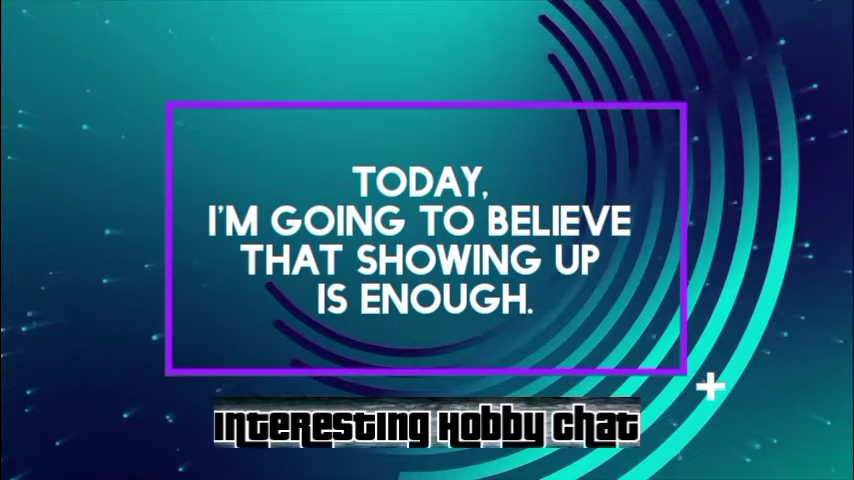 TODAY,
I'M GOING TO BELIEVE
THAT SHOWING UP
IS ENOUGH.
Interesting Hobby Chat